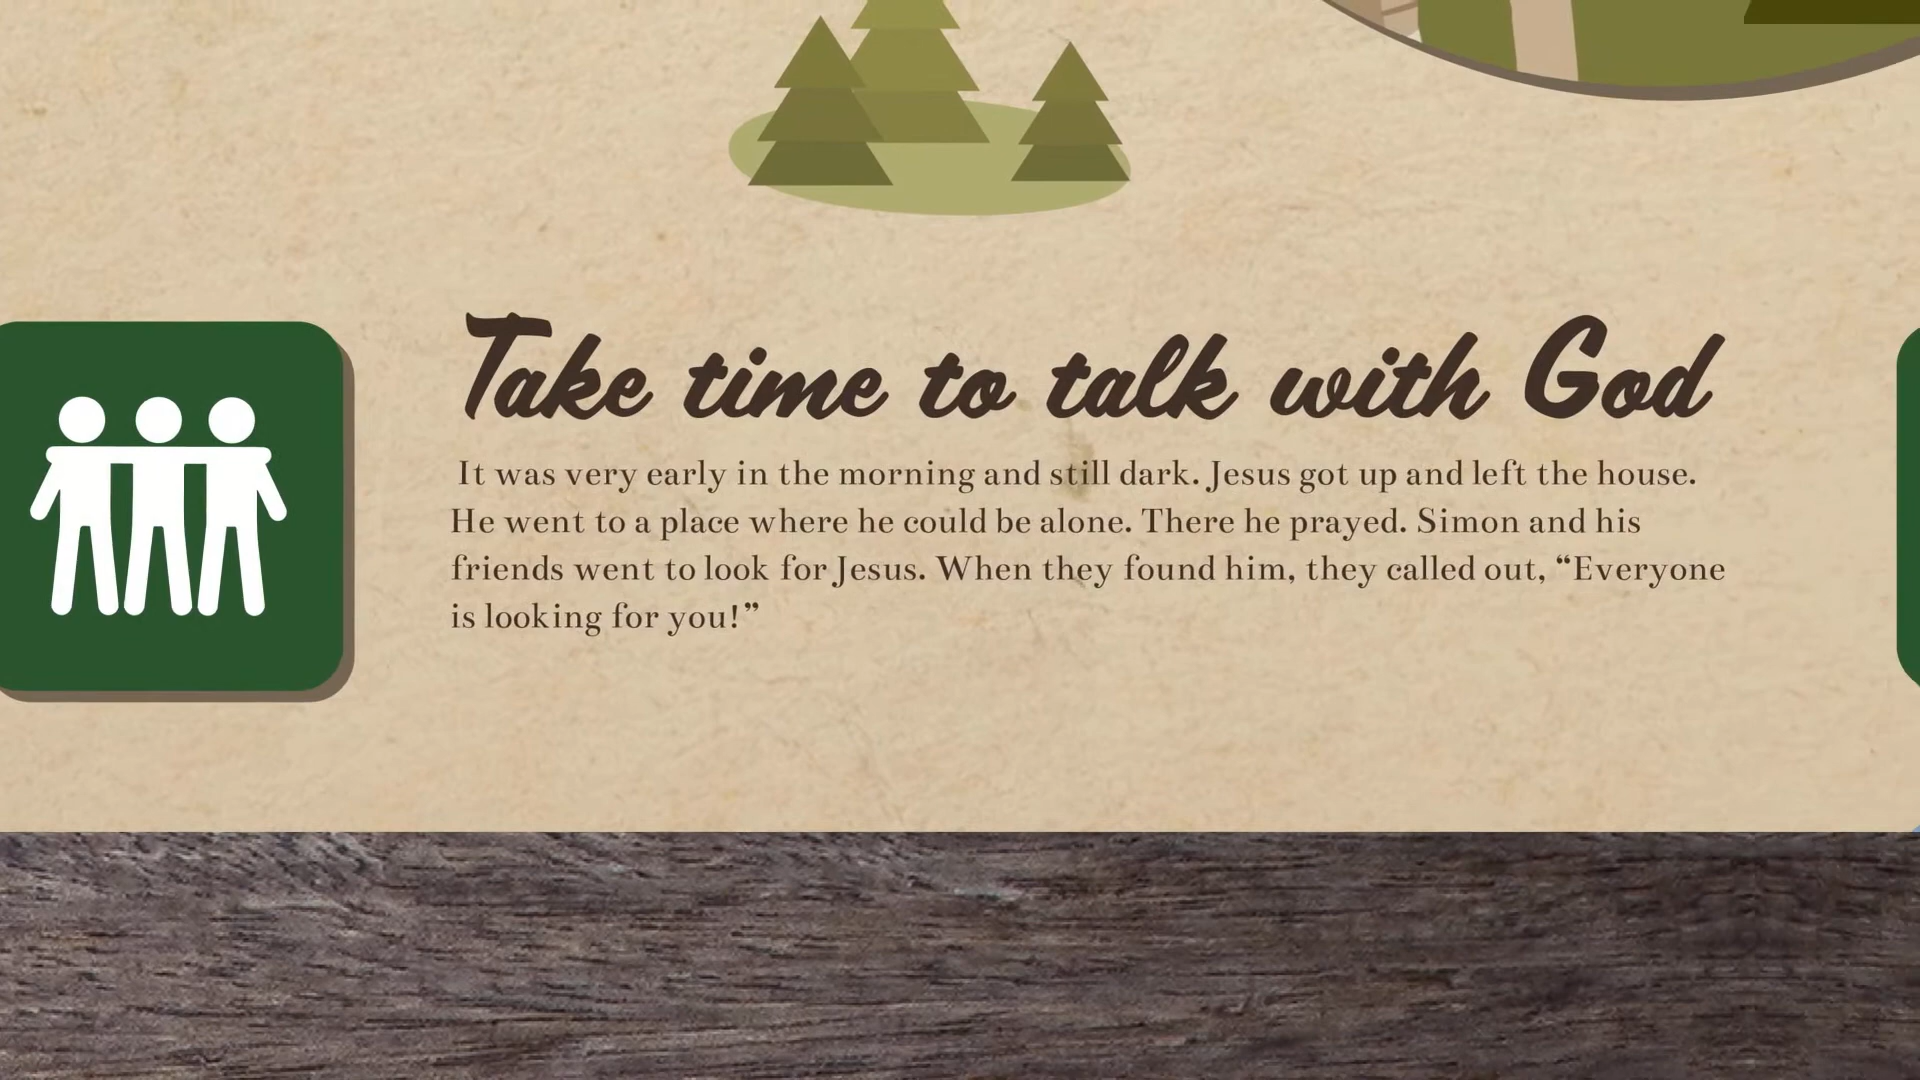 Take time to talk with God
It was very early in the morning and still dark. Jesus got up and left the house.
He went to a place where he could be alone. There he prayed. Simon and his
friends went to look for Jesus. When they found him, they called out, “Everyone
is looking for you!”